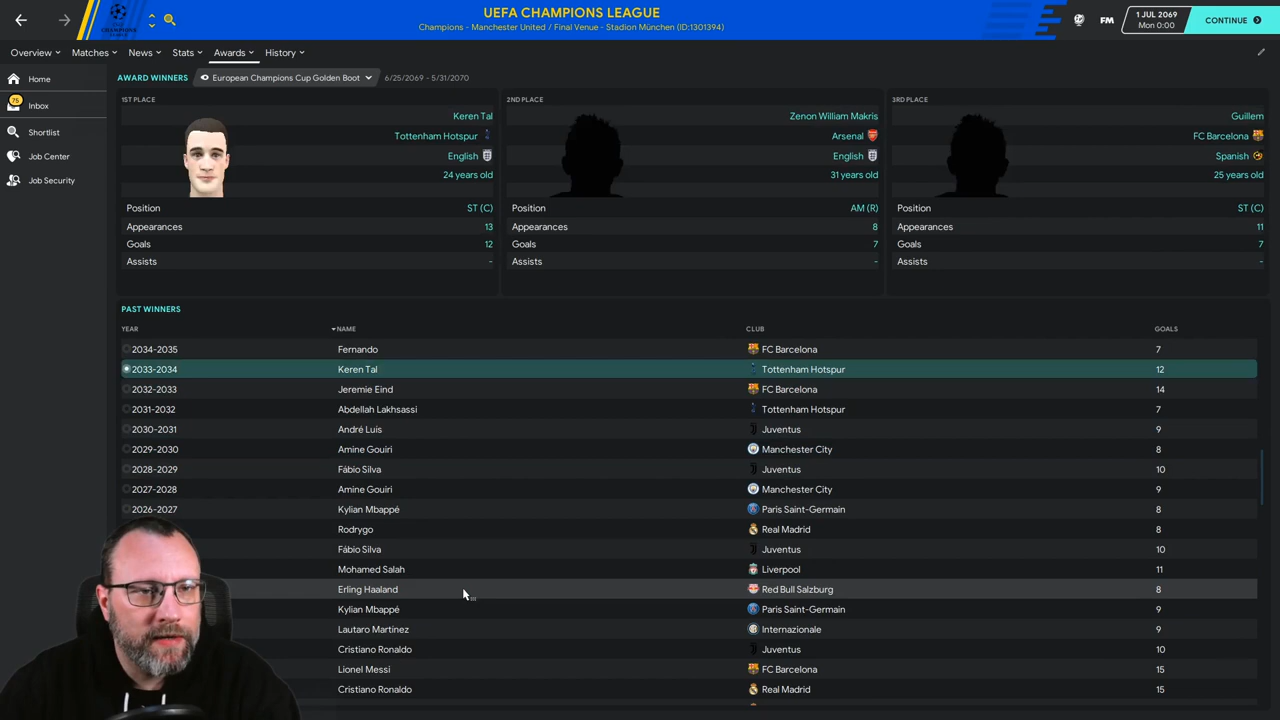 UEFA CHAMPIONS LEAGUE
Champions - Manchester United / Final Venue - Stadion München (ID:1301394)
FM
1 JUL 2069
Mon 0:00
CONTINUE
Overview Matches News Stats Awards History
Home
75
Inbox
Shortlist
Job Center
Job Security
AWARD WINNERS European Champions Cup Golden Boot 6/25/2069 - 5/31/2070
1ST PLACE
Keren Tal
Tottenham Hotspur
English
24 years old
Position ST (C)
Appearances 13
Goals 12
Assists -
2ND PLACE
Zenon William Makris
Arsenal
English
31 years old
Position AM (R)
Appearances 8
Goals 7
Assists -
3RD PLACE
Guillem
FC Barcelona
Spanish
25 years old
Position ST (C)
Appearances 11
Goals 7
Assists -
PAST WINNERS
YEAR NAME CLUB GOALS
2034-2035 Fernando FC Barcelona 7
2033-2034 Keren Tal Tottenham Hotspur 12
2032-2033 Jeremie Eind FC Barcelona 14
2031-2032 Abdellah Lakhsassi Tottenham Hotspur 7
2030-2031 André Luis Juventus 9
2029-2030 Amine Gouiri Manchester City 8
2028-2029 Fábio Silva Juventus 10
2027-2028 Amine Gouiri Manchester City 9
2026-2027 Kylian Mbappé Paris Saint-Germain 8
Rodrygo Real Madrid 8
Fábio Silva Juventus 10
Mohamed Salah Liverpool 11
Erling Haaland Red Bull Salzburg 8
Kylian Mbappé Paris Saint-Germain 9
Lautaro Martínez Internazionale 9
Cristiano Ronaldo Juventus 10
Lionel Messi FC Barcelona 15
Cristiano Ronaldo Real Madrid 15